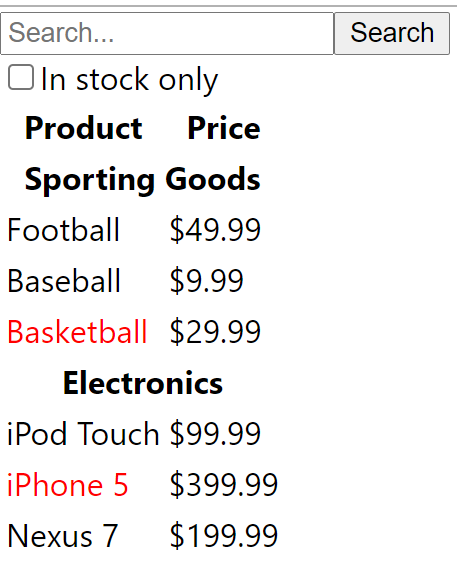 Search... Search
In stock only
Product Price
Sporting Goods
Football $49.99
Baseball $9.99
Basketball $29.99
Electronics
iPod Touch $99.99
iPhone 5 $399.99
Nexus 7 $199.99